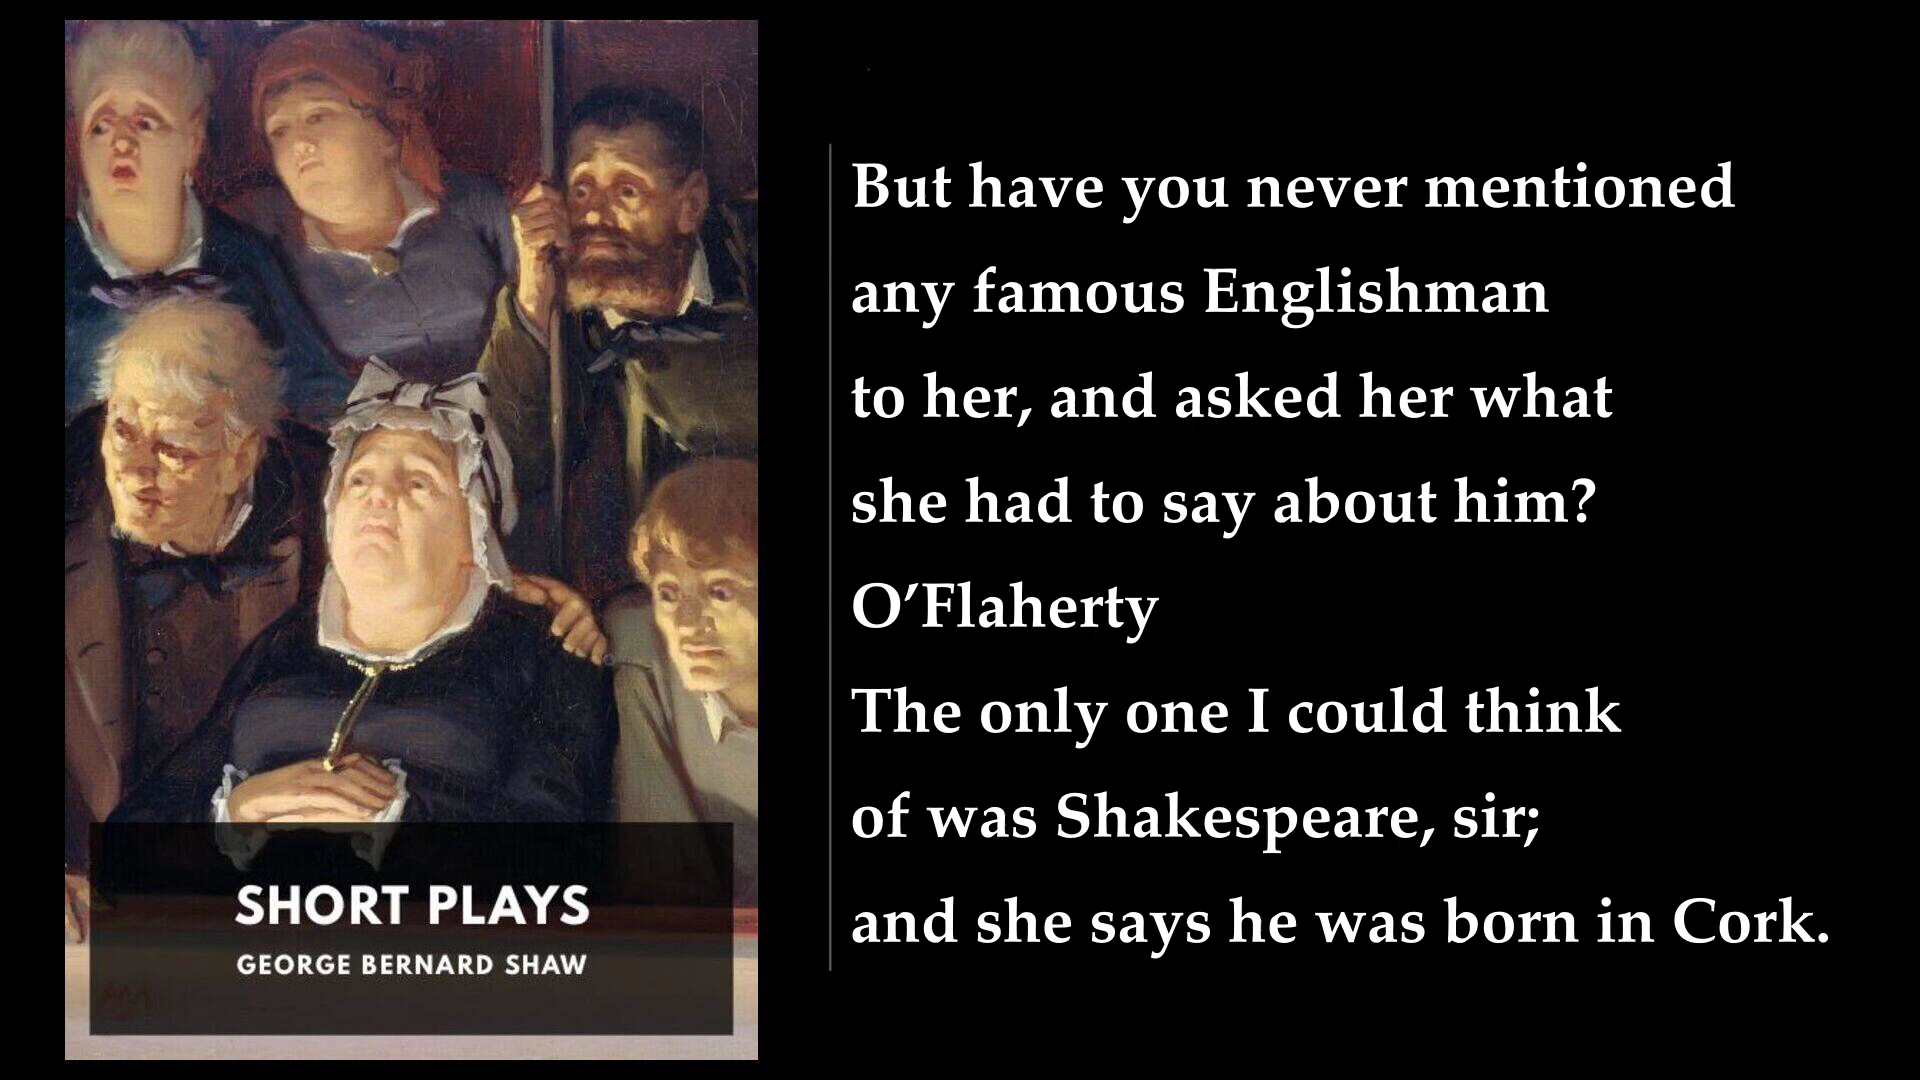 SHORT PLAYS
GEORGE BERNARD SHAW
But have you never mentioned
any famous Englishman
to her, and asked her what
she had to say about him?
O’Flaherty
The only one I could think
of was Shakespeare, sir;
and she says he was born in Cork.